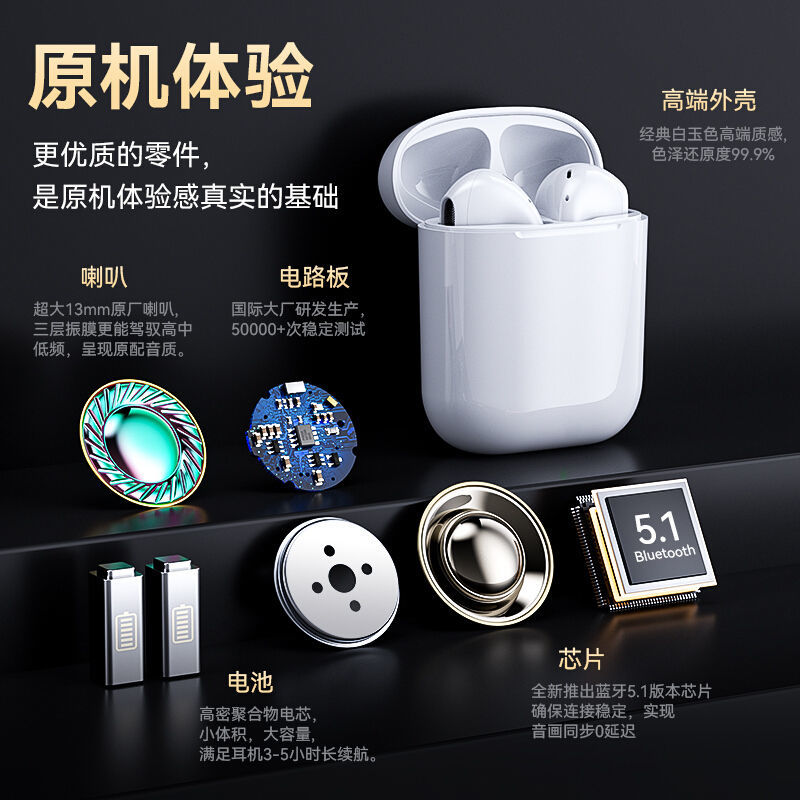 原机体验
更优质的零件，
是原机体验感真实的基础
高端外壳
经典白玉色高端质感，
色泽还原度99.9%
喇叭
超大13mm原厂喇叭，
三层振膜更能驾驭高中
低频，呈现原配音质。
电路板
国际大厂研发生产，
50000+次稳定测试
5.1
Bluetooth
电池
高密聚合物电芯，
小体积，大容量，
满足耳机3-5小时长续航。
芯片
全新推出蓝牙5.1版本芯片
确保连接稳定，实现
音画同步0延迟